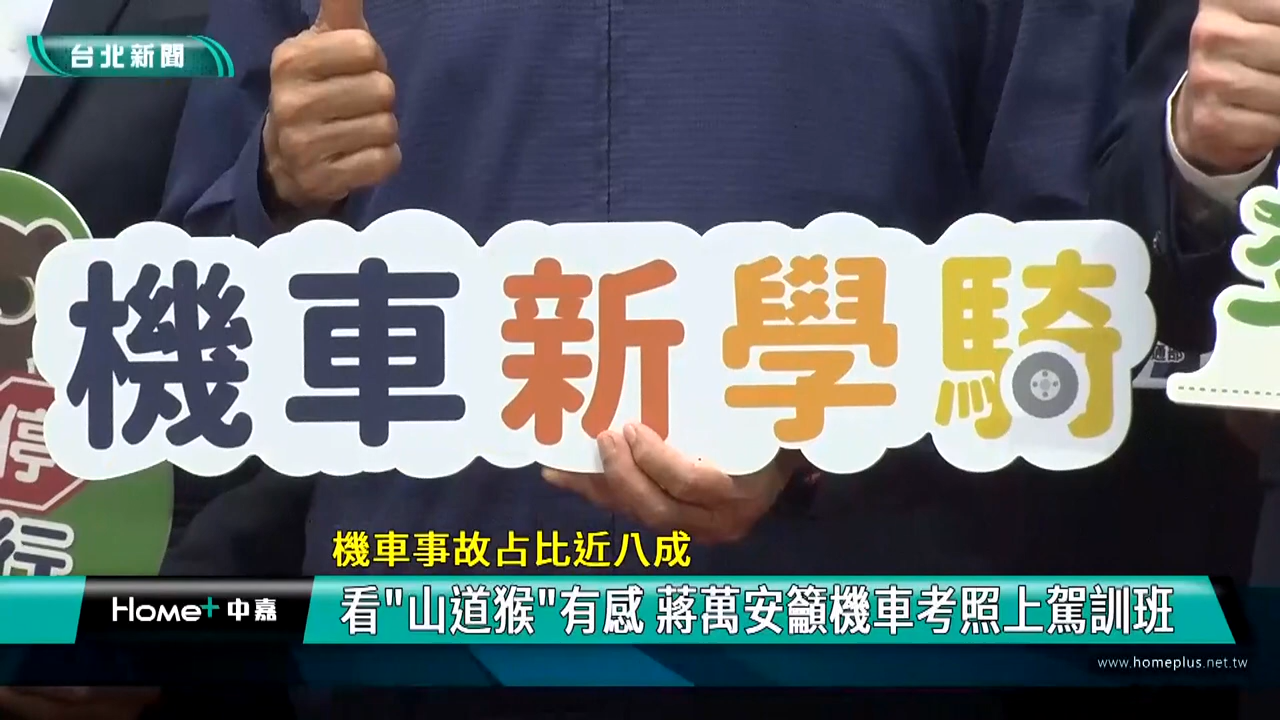 台北新聞
機車新學騎
停
行
機車事故占比近八成
Home+ 中嘉
看"山道猴"有感 蔣萬安籲機車考照上駕訓班
www.homeplus.net.tw